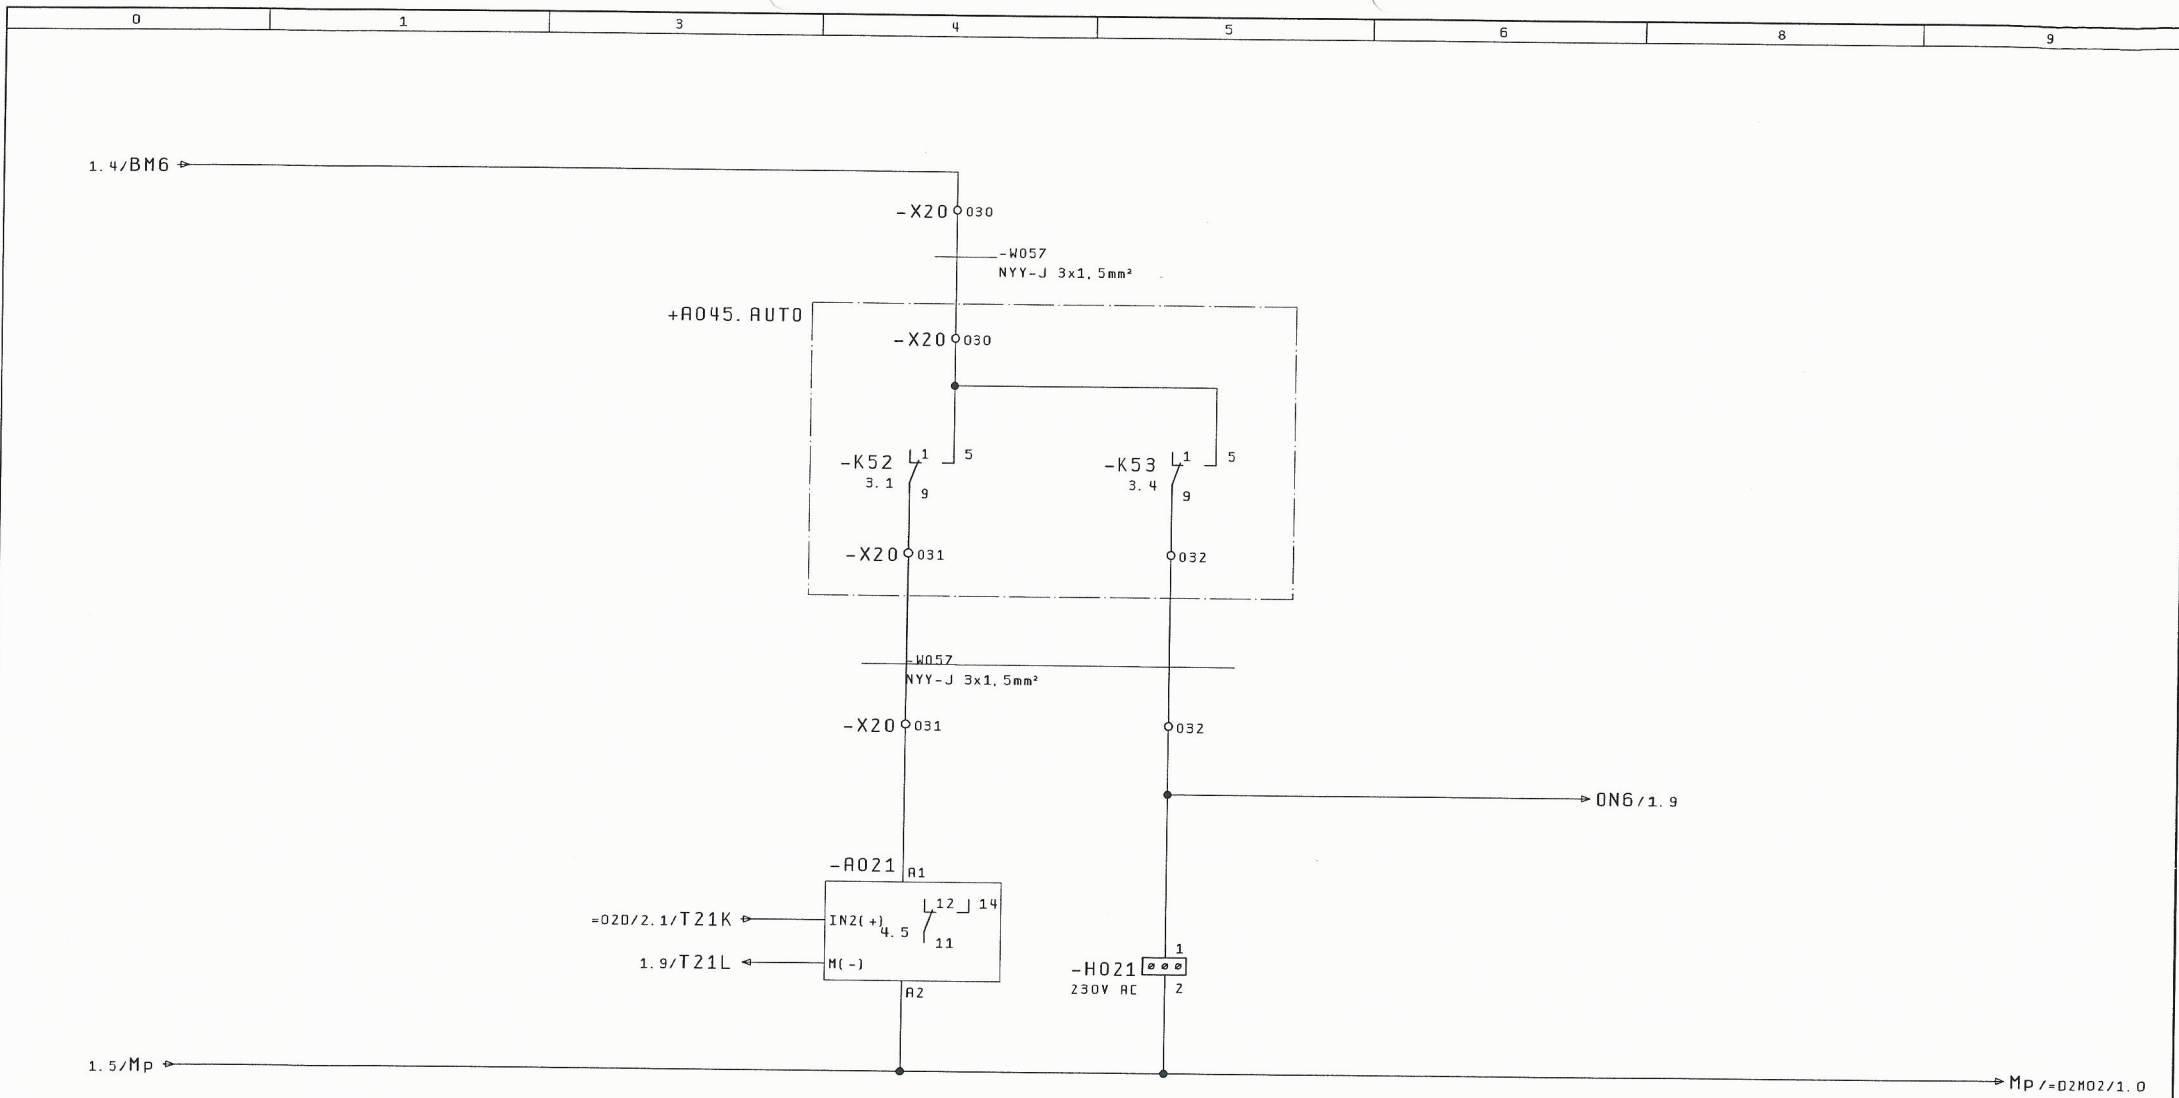 0 1 3 4 5 6 8 9
1.4/BM6
-X20 030
-W057
NYY-J 3x1,5mm²
+A045.AUTO
-X20 030
-K52 1 5
3.1 9
-K53 1 5
3.4 9
-X20 031
032
-W057
NYY-J 3x1,5mm²
-X20 031
032
ON6/1.9
-A021 A1
=020/2.1/T21K
IN2(+) 4.5 12 14
11
1.9/T21L
M(-)
A2
1
-H021
230V AC 2
1.5/Mp
Mp/=02M02/1.0